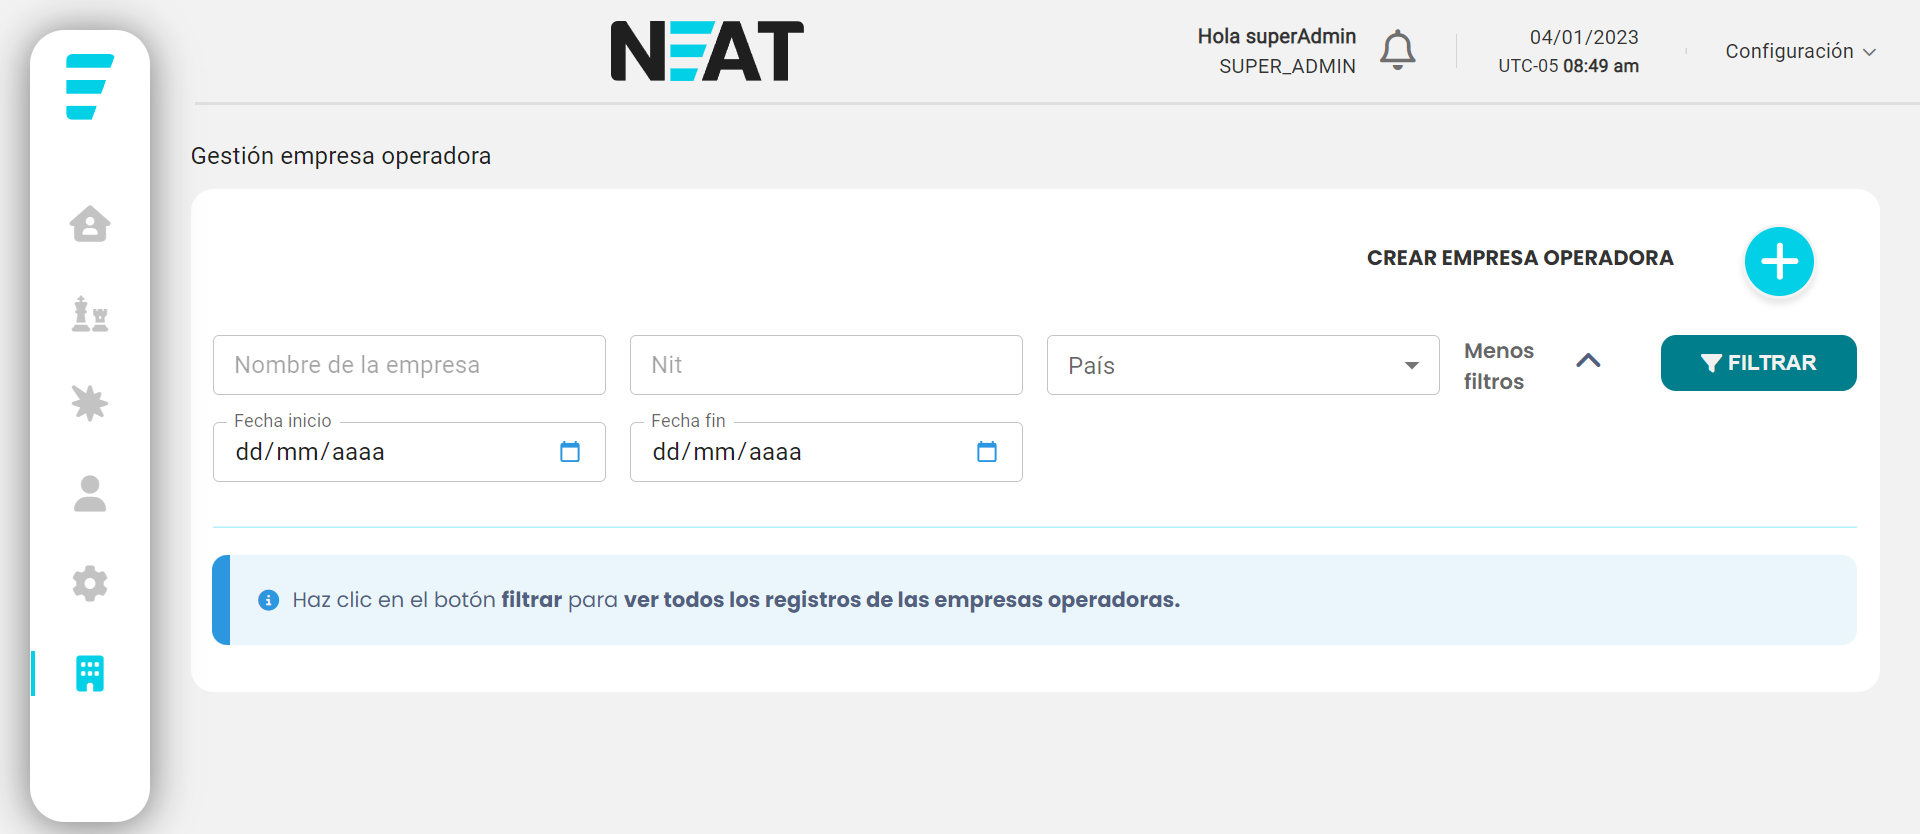 NEAT
Hola superAdmin
SUPER_ADMIN
04/01/2023
UTC-05 08:49 am
Configuración
Gestión empresa operadora
CREAR EMPRESA OPERADORA
Nombre de la empresa
Nit
País
Menos
filtros
FILTRAR
Fecha inicio
dd/mm/aaaa
Fecha fin
dd/mm/aaaa
Haz clic en el botón filtrar para ver todos los registros de las empresas operadoras.